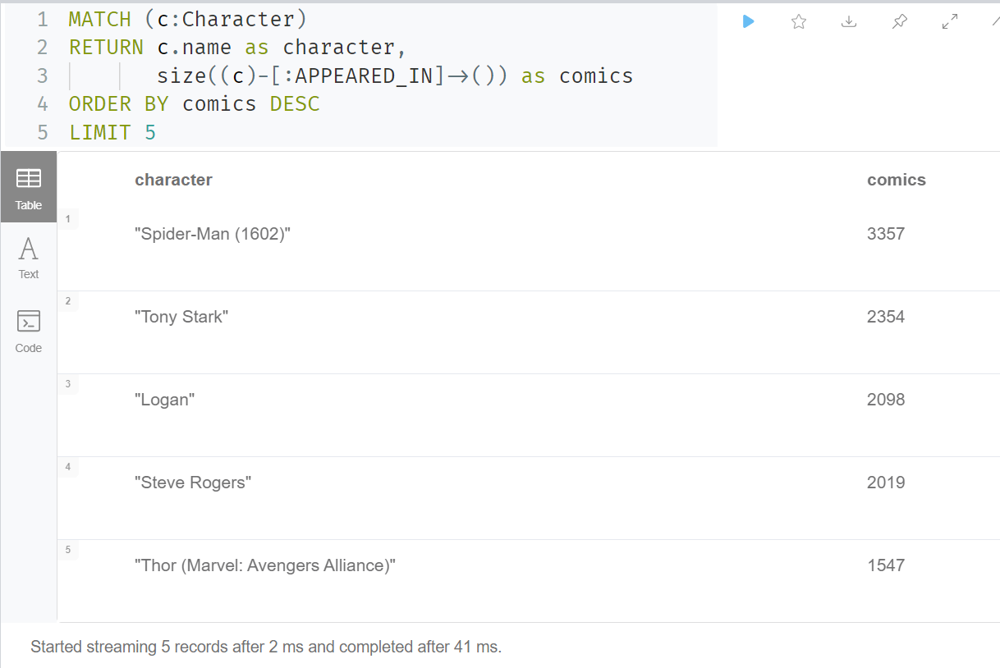 1 MATCH (c:Character)
2 RETURN c.name as character,
3 size((c)-[:APPEARED_IN]->()) as comics
4 ORDER BY comics DESC
5 LIMIT 5
Table
Text
Code
character comics
1 "Spider-Man (1602)" 3357
2 "Tony Stark" 2354
3 "Logan" 2098
4 "Steve Rogers" 2019
5 "Thor (Marvel: Avengers Alliance)" 1547
Started streaming 5 records after 2 ms and completed after 41 ms.